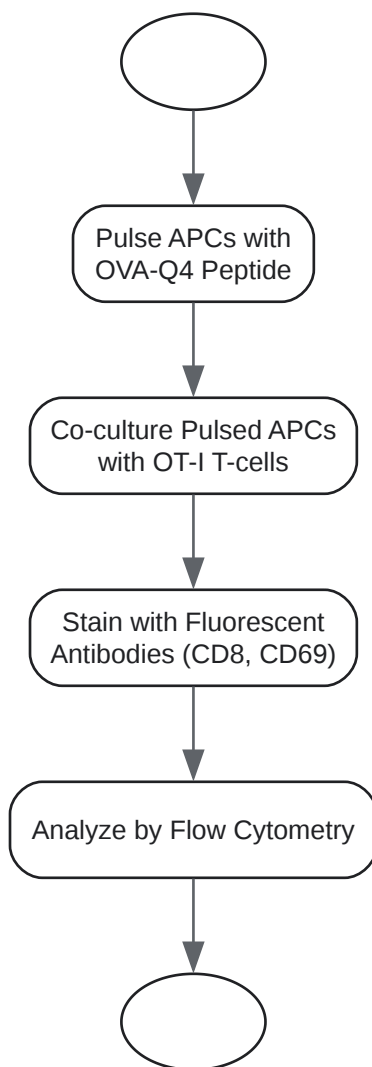 Pulse APCs with
OVA-Q4 Peptide
Co-culture Pulsed APCs
with OT-I T-cells
Stain with Fluorescent
Antibodies (CD8, CD69)
Analyze by Flow Cytometry